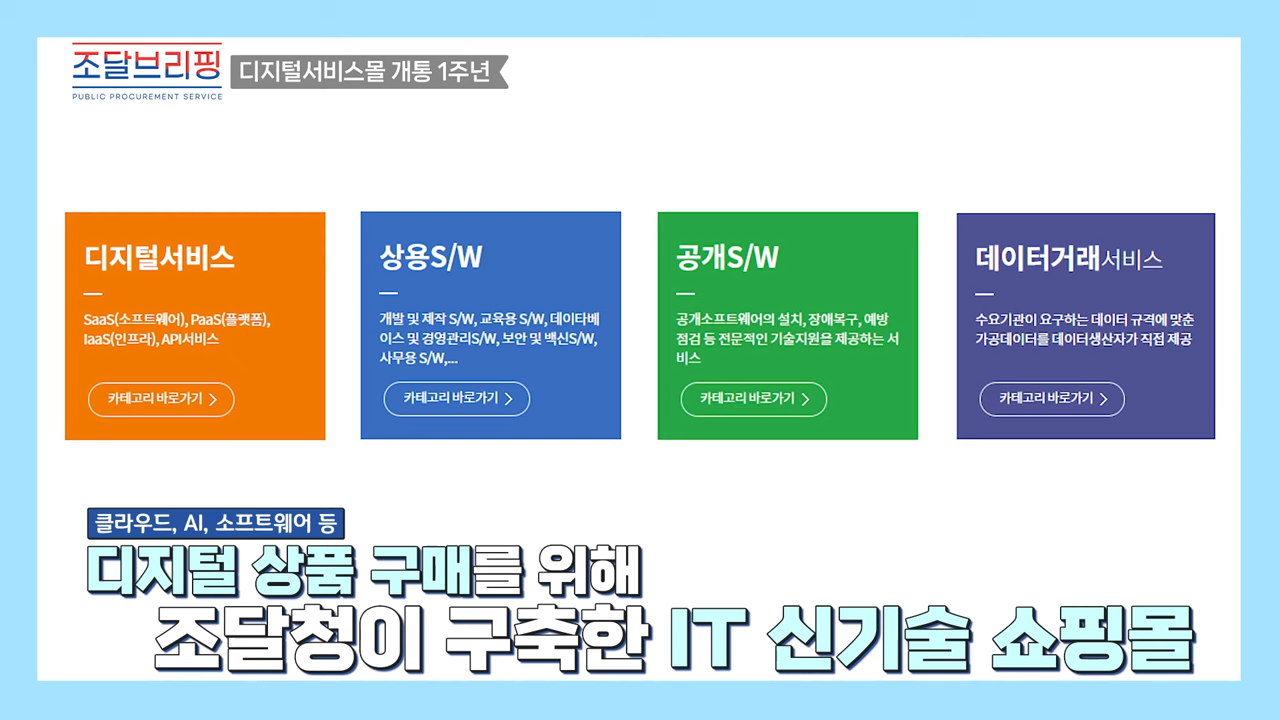 조달브리핑
PUBLIC PROCUREMENT SERVICE
디지털서비스몰 개통 1주년
디지털서비스
SaaS(소프트웨어), PaaS(플랫폼),
IaaS(인프라), API서비스
카테고리 바로가기
상용S/W
개발 및 제작 S/W, 교육용 S/W, 데이타베
이스 및 경영관리S/W, 보안 및 백신S/W,
사무용 S/W,...
카테고리 바로가기
공개S/W
공개소프트웨어의 설치, 장애복구, 예방
점검 등 전문적인 기술지원을 제공하는 서
비스
카테고리 바로가기
데이터거래서비스
수요기관이 요구하는 데이터 규격에 맞춘
가공데이터를 데이터생산자가 직접 제공
카테고리 바로가기
클라우드, AI, 소프트웨어 등
디지털 상품 구매를 위해
조달청이 구축한 IT 신기술 쇼핑몰